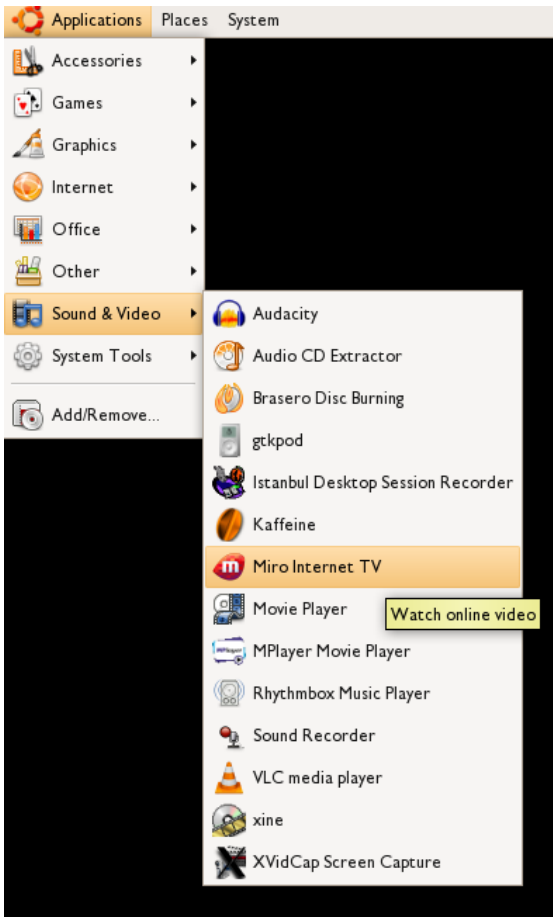 Applications Places System
Accessories
Games
Graphics
Internet
Office
Other
Sound & Video
System Tools
Add/Remove...
Audacity
Audio CD Extractor
Brasero Disc Burning
gtkpod
Istanbul Desktop Session Recorder
Kaffeine
m
Miro Internet TV
Movie Player
Watch online video
MPlayer
MPlayer Movie Player
Rhythmbox Music Player
Sound Recorder
VLC media player
xine
X
XVidCap Screen Capture